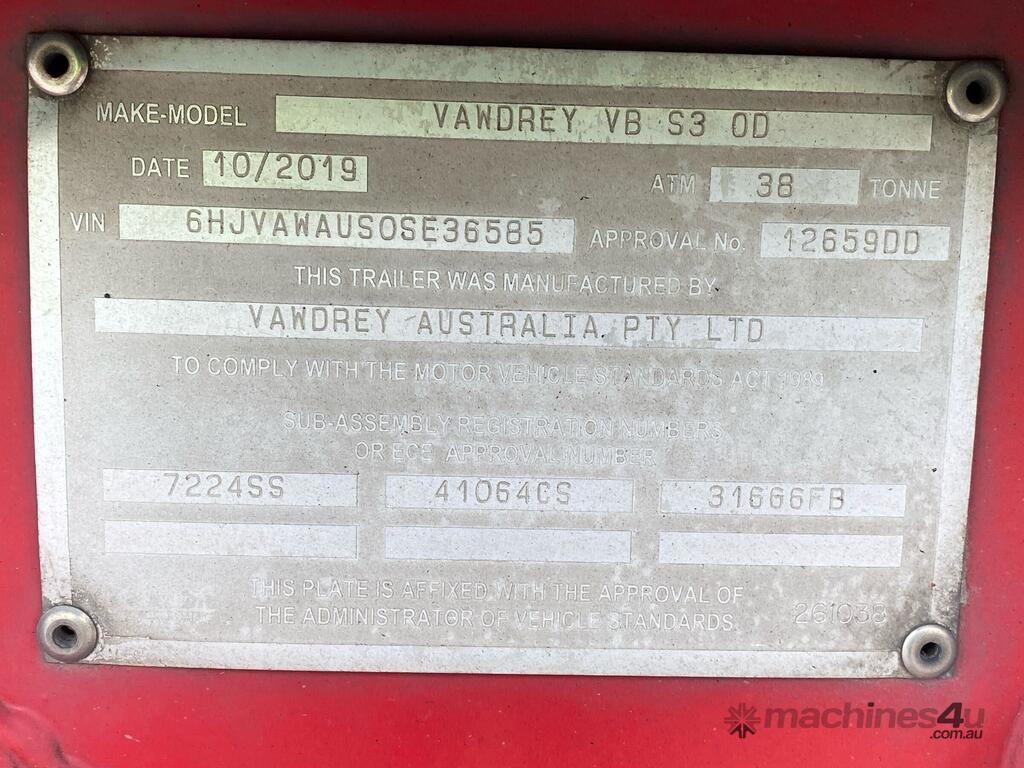 MAKE-MODEL VAWDREY VB S3 OD
DATE 10/2019 ATM 38 TONNE
VIN 6HJVAWAUSOSE36585 APPROVAL No. 12659DD
THIS TRAILER WAS MANUFACTURED BY
VAWDREY AUSTRALIA PTY LTD
TO COMPLY WITH THE MOTOR VEHICLE STANDARDS ACT 1989
SUB-ASSEMBLY REGISTRATION NUMBERS
OR ECE APPROVAL NUMBER
7224SS 41064CS 31666FB
THIS PLATE IS AFFIXED WITH THE APPROVAL OF
THE ADMINISTRATOR OF VEHICLE STANDARDS. 261038
machines4u
.com.au